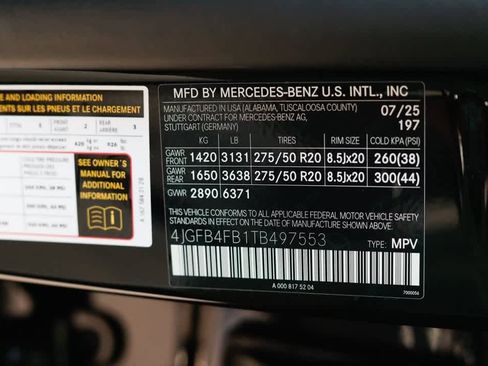 E AND LOADING INFORMATION
EMENTS SUR LES PNEUS ET LE CHARGEMENT
SEE OWNER'S
MANUAL FOR
ADDITIONAL
INFORMATION
MFD BY MERCEDES-BENZ U.S. INTL., INC
MANUFACTURED IN USA (ALABAMA, TUSCALOOSA COUNTY) 07/25
UNDER CONTRACT FOR MERCEDES-BENZ AG, 197
STUTTGART (GERMANY)
KG LB TIRES RIM SIZE COLD KPA (PSI)
GAWR FRONT 1420 3131 275/50 R20 8.5Jx20 260(38)
GAWR REAR 1650 3638 275/50 R20 8.5Jx20 300(44)
GVWR 2890 6371
THIS VEHICLE CONFORMS TO ALL APPLICABLE FEDERAL MOTOR VEHICLE SAFETY
STANDARDS IN EFFECT ON THE DATE OF MANUFACTURE SHOWN ABOVE.
4JGFB4FB1TB497553 TYPE: MPV
A 000 817 52 04
7000056